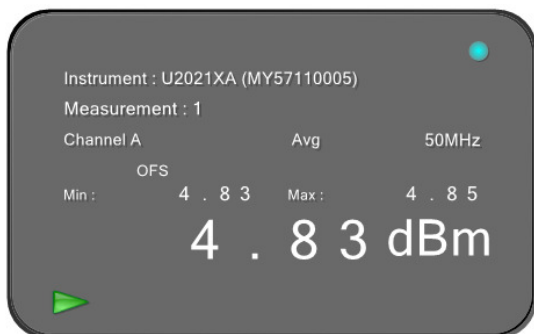 Instrument : U2021XA (MY57110005)
Measurement : 1
Channel A Avg 50MHz
OFS
Min : 4 . 8 3 Max : 4 . 8 5
4 . 8 3 dBm